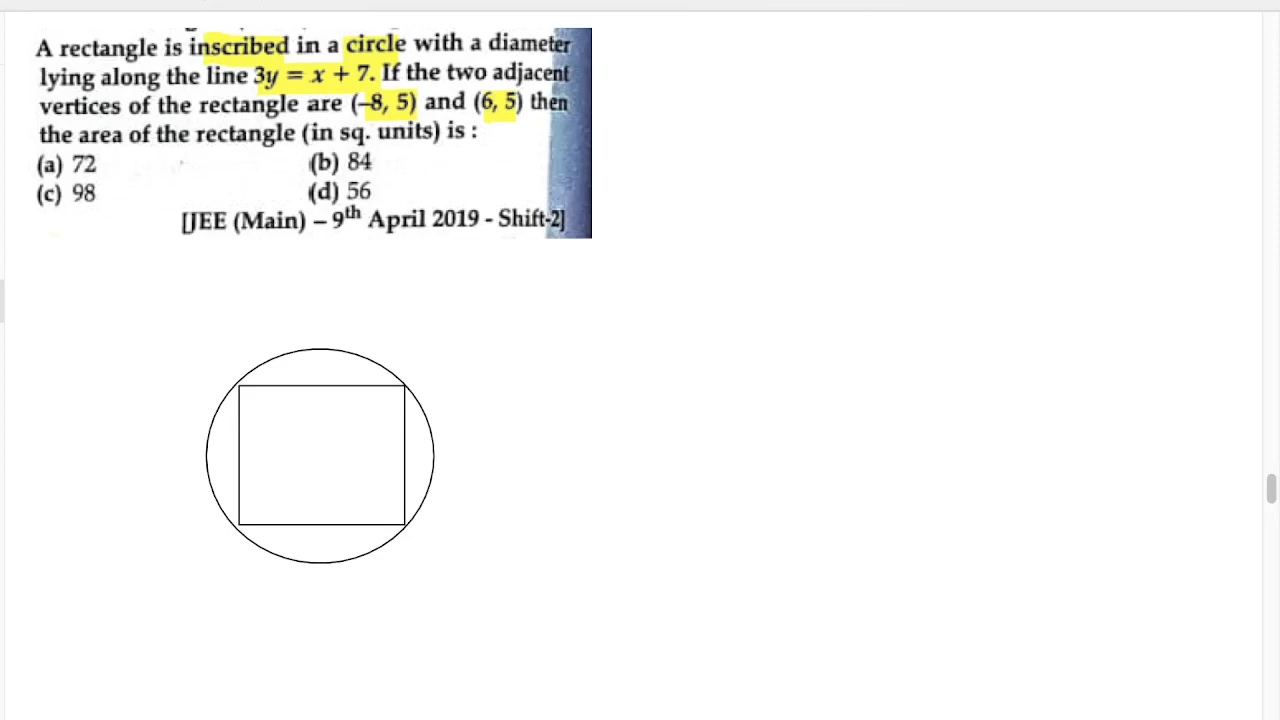 A rectangle is inscribed in a circle with a diameter
lying along the line 3y = x + 7. If the two adjacent
vertices of the rectangle are (–8, 5) and (6, 5) then
the area of the rectangle (in sq. units) is :
(a) 72 (b) 84
(c) 98 (d) 56
[JEE (Main) – 9th April 2019 - Shift-2]